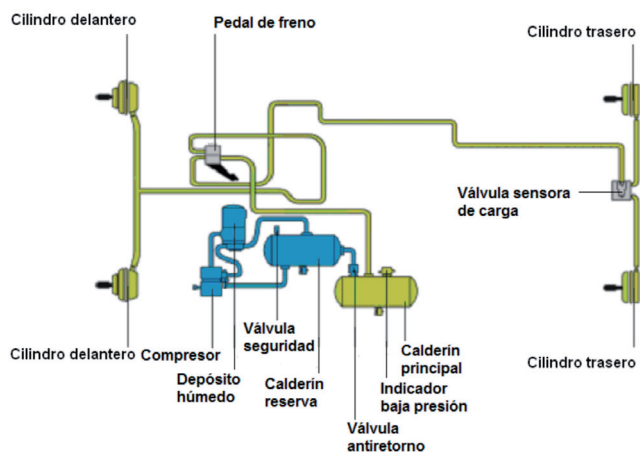 Cilindro delantero
Pedal de freno
Cilindro trasero
Válvula sensora
de carga
Cilindro delantero
Compresor
Depósito
húmedo
Válvula
seguridad
Calderín
reserva
Válvula
antiretorno
Calderín
principal
Indicador
baja presión
Cilindro trasero